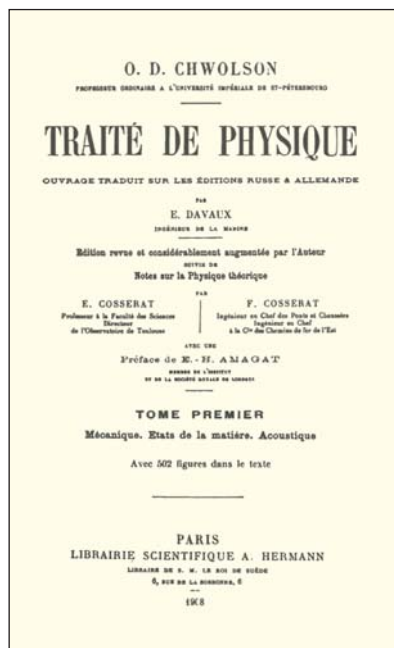 O. D. CHWOLSON
PROFESSEUR ORDINAIRE A L'UNIVERSITÉ IMPÉRIALE DE ST-PÉTERSBOURG
TRAITÉ DE PHYSIQUE
OUVRAGE TRADUIT SUR LES ÉDITIONS RUSSE & ALLEMANDE
PAR
E. DAVAUX
INGÉNIEUR DE LA MARINE
Edition revue et considérablement augmentée par l'Auteur
SUIVIE DE
Notes sur la Physique théorique
PAR
E. COSSERAT
Professeur à la Faculté des Sciences
Directeur
de l'Observatoire de Toulouse
F. COSSERAT
Ingénieur en Chef des Ponts et Chaussées
Ingénieur en Chef
à la Cie des Chemins de fer de l'Est
AVEC UNE
Préface de E.-H. AMAGAT
MEMBRE DE L'INSTITUT
ET DE LA SOCIÉTÉ ROYALE DE LONDRES
TOME PREMIER
Mécanique. Etats de la matière. Acoustique
Avec 502 figures dans le texte
PARIS
LIBRAIRIE SCIENTIFIQUE A. HERMANN
LIBRAIRE DE S. M. LE ROI DE SUÈDE
6, RUE DE LA SORBONNE, 6
1908